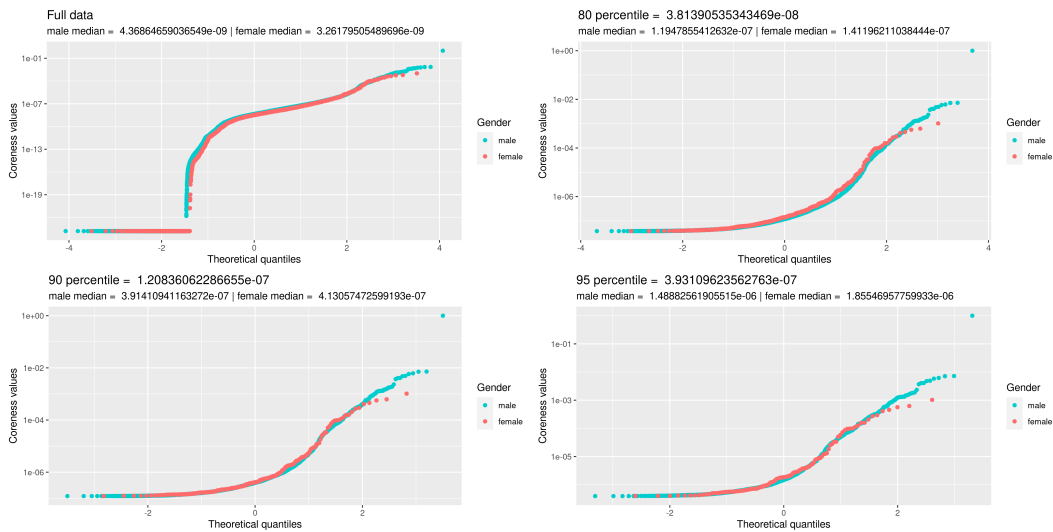 Full data
male median = 4.36864659036549e-09 | female median = 3.26179505489696e-09
1e-01
1e-07
1e-13
1e-19
Coreness values
-4
-2
0
2
4
Theoretical quantiles
Gender
male
female
80 percentile = 3.81390535343469e-08
male median = 1.1947855412632e-07 | female median = 1.41196211038444e-07
1e+00
1e-02
1e-04
1e-06
Coreness values
-4
-2
0
2
4
Theoretical quantiles
Gender
male
female
90 percentile = 1.20836062286655e-07
male median = 3.91410941163272e-07 | female median = 4.13057472599193e-07
1e+00
1e-02
1e-04
1e-06
Coreness values
-2
0
2
Theoretical quantiles
Gender
male
female
95 percentile = 3.93109623562763e-07
male median = 1.48882561905515e-06 | female median = 1.85546957759933e-06
1e-01
1e-03
1e-05
Coreness values
-2
0
2
Theoretical quantiles
Gender
male
female